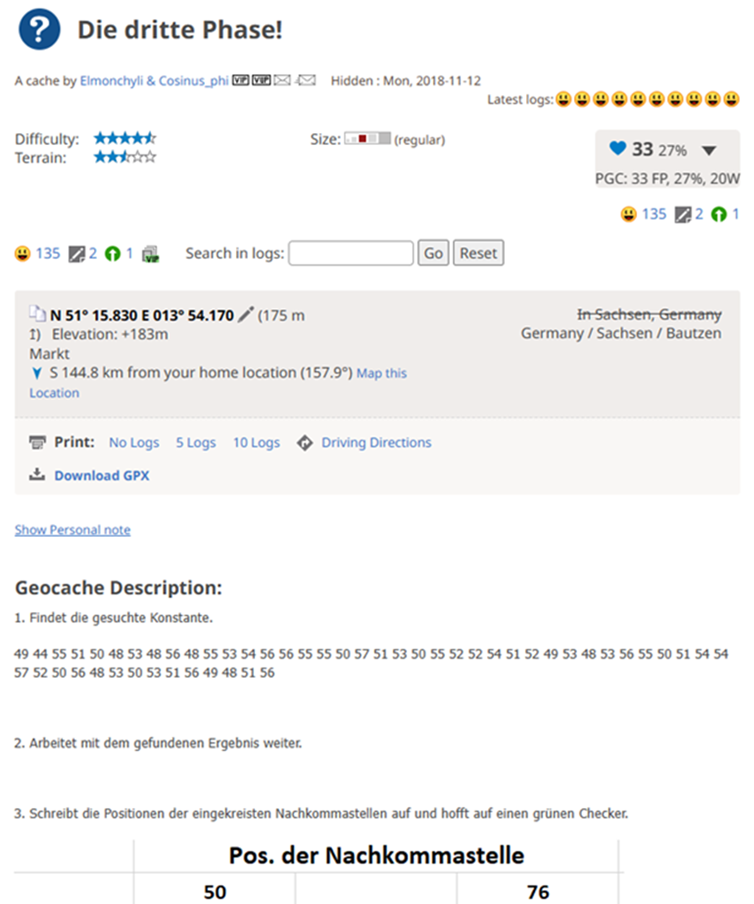 Die dritte Phase!
A cache by Elmonchyli & Cosinus_phi VIP VUP Hidden : Mon, 2018-11-12
Latest logs:
Difficulty:
Size: (regular)
Terrain:
33 27%
PGC: 33 FP, 27%, 20W
135 2 1
135 2 1 VIP Search in logs: Go Reset
N 51° 15.830 E 013° 54.170 (175 m
In Sachsen, Germany
↥) Elevation: +183m
Germany / Sachsen / Bautzen
Markt
S 144.8 km from your home location (157.9°) Map this
Location
Print: No Logs 5 Logs 10 Logs Driving Directions
Download GPX
Show Personal note
Geocache Description:
1. Findet die gesuchte Konstante.
49 44 55 51 50 48 53 48 56 48 55 53 54 56 56 55 55 50 57 51 53 50 55 52 52 54 51 52 49 53 48 53 56 55 50 51 54 54
57 52 50 56 48 53 50 53 51 56 49 48 51 56
2. Arbeitet mit dem gefundenen Ergebnis weiter.
3. Schreibt die Positionen der eingekreisten Nachkommastellen auf und hofft auf einen grünen Checker.
Pos. der Nachkommastelle
50 76